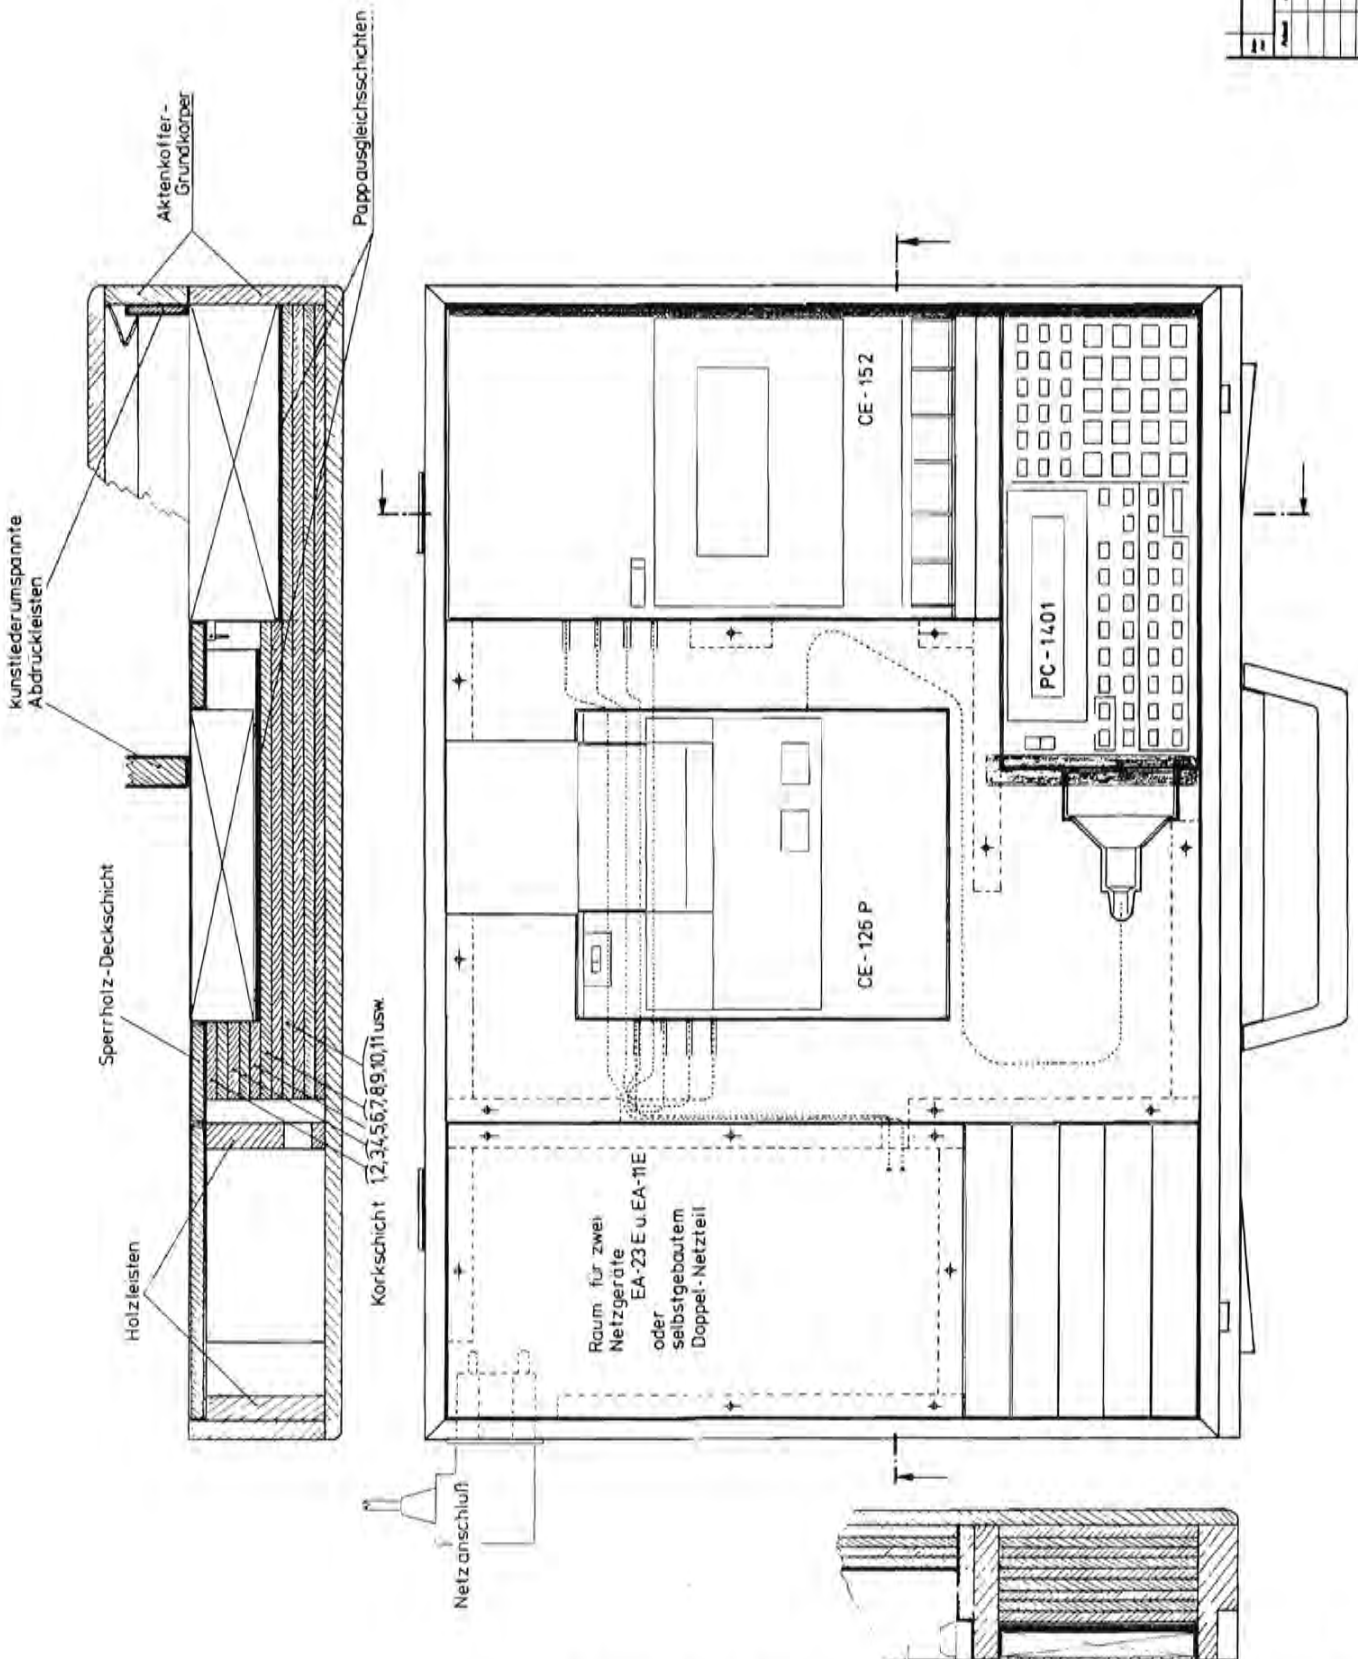 kunstlederumspannte
Abdrückleisten
Aktenkoffer-
Grundkörper
Pappausgleichsschichten
Sperrholz-Deckschicht
Holzleisten
Korkschicht 1,2,3,4,5,6,7,8,9,10,11 usw.
CE-152
PC-1401
CE-126 P
Raum für zwei
Netzgeräte
EA-23 E u. EA-11 E
oder
selbstgebautem
Doppel-Netzteil
Netzanschluß